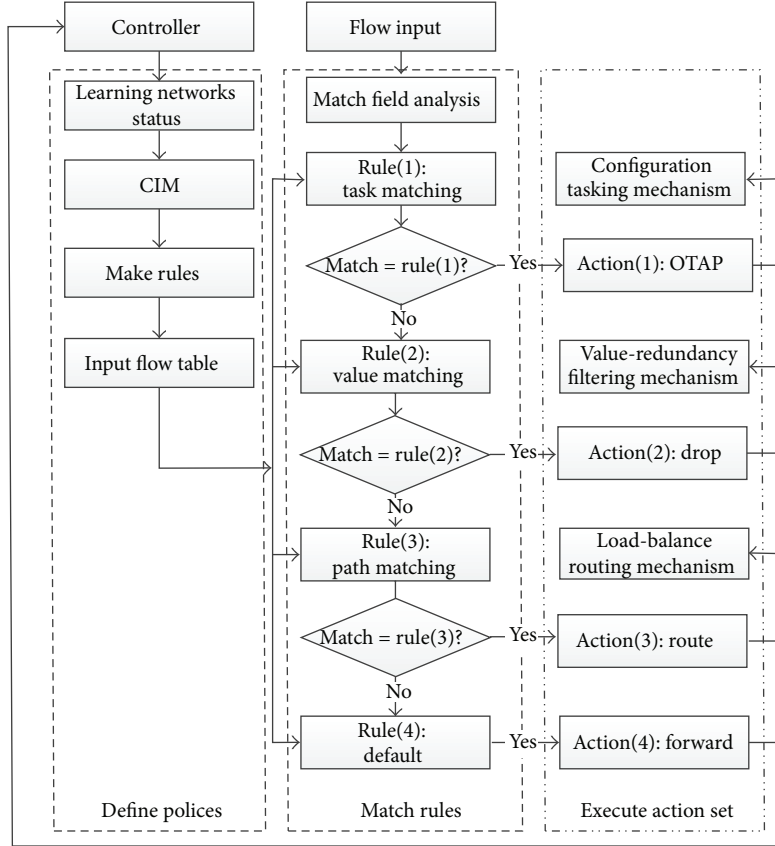 Controller
Learning networks
status
CIM
Make rules
Input flow table
Define polices
Flow input
Match field analysis
Rule(1):
task matching
Match = rule(1)?
Yes
No
Rule(2):
value matching
Match = rule(2)?
Yes
No
Rule(3):
path matching
Match = rule(3)?
Yes
No
Rule(4):
default
Yes
Match rules
Configuration
tasking mechanism
Action(1): OTAP
Value-redundancy
filtering mechanism
Action(2): drop
Load-balance
routing mechanism
Action(3): route
Action(4): forward
Execute action set